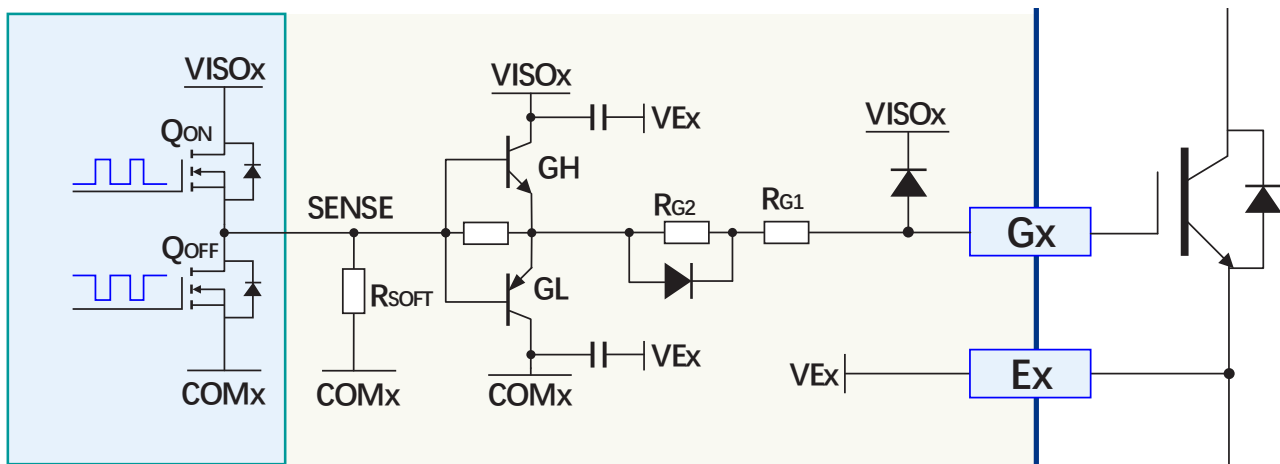 VISOx
QON
QOFF
COMx
SENSE
RSOFT
COMx
VISOx
VEx
GH
GL
VEx
COMx
RG2
RG1
VISOx
Gx
VEx
Ex